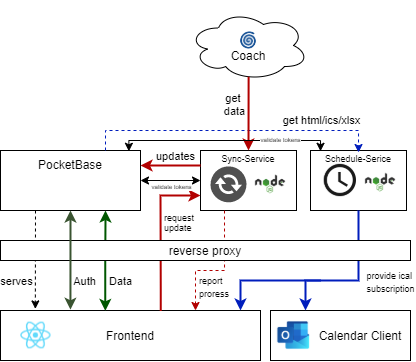 Coach
get
data
get html/ics/xlsx
validate tokens
PocketBase
updates
Sync-Service
node
Schedule-Serice
node
validate tokens
request
update
reverse proxy
serves
Auth
Data
report
proress
provide ical
subscription
Frontend
Calendar Client